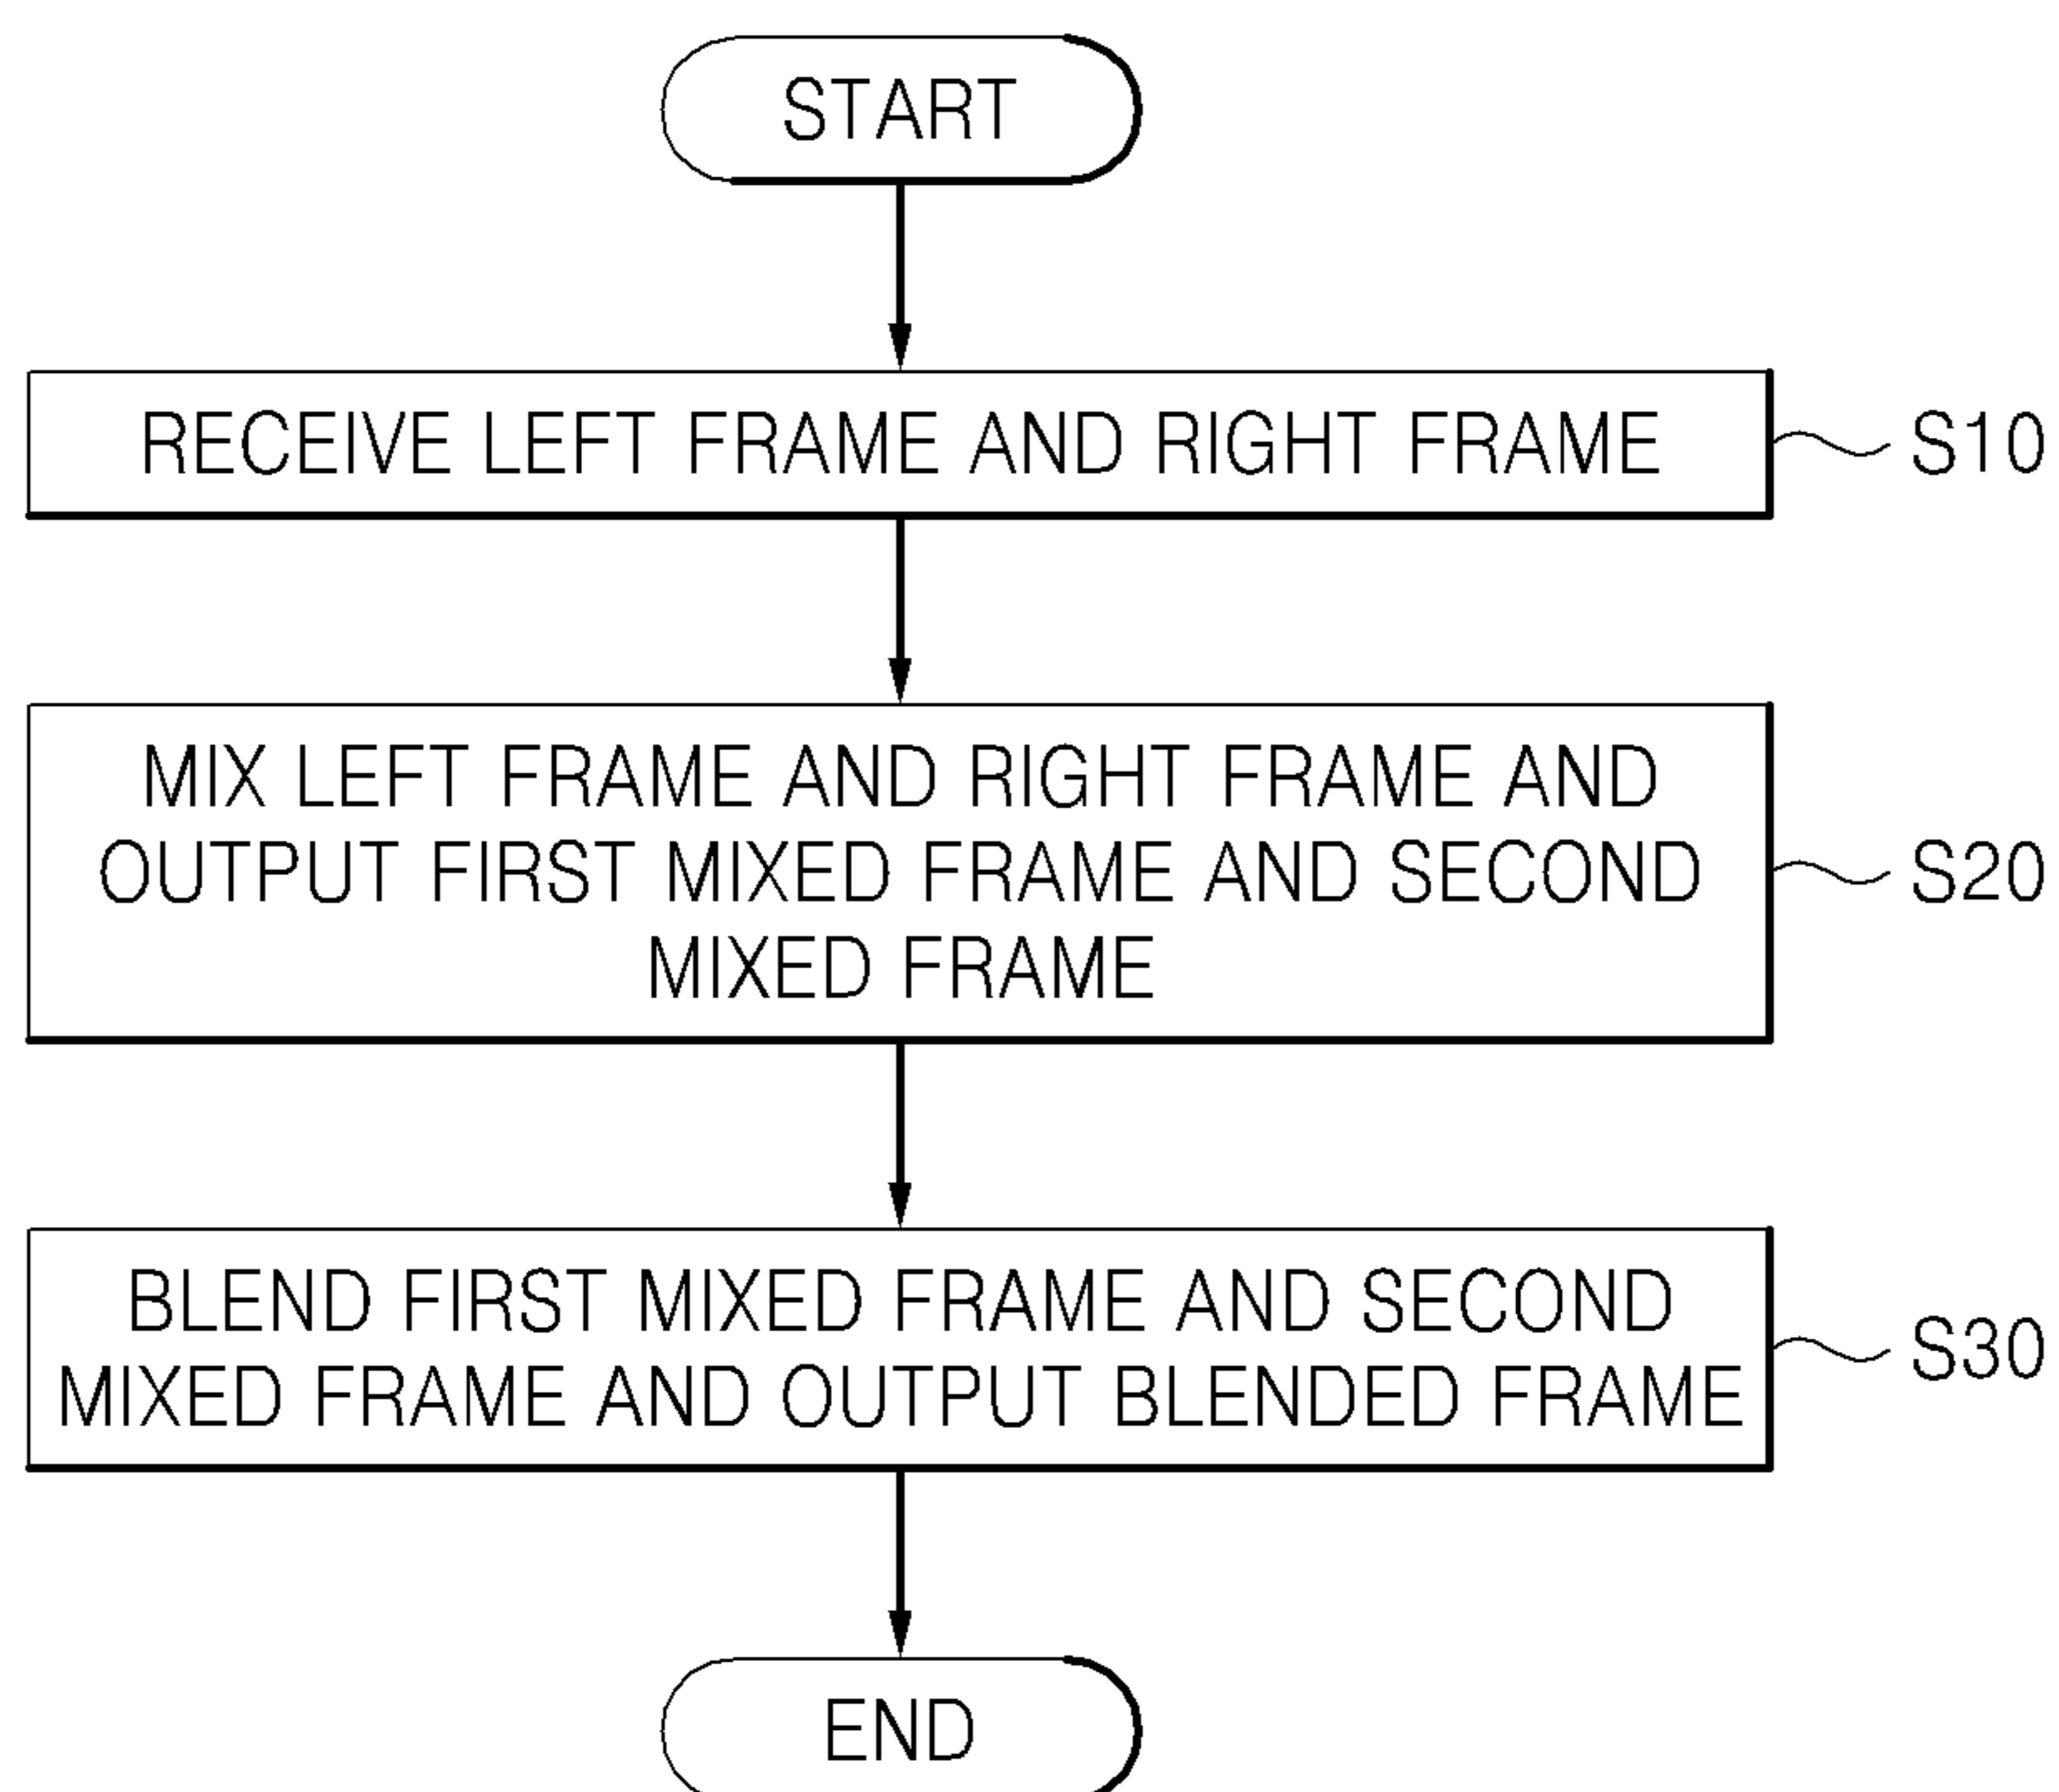 START
RECEIVE LEFT FRAME AND RIGHT FRAME
S10
MIX LEFT FRAME AND RIGHT FRAME AND
OUTPUT FIRST MIXED FRAME AND SECOND
MIXED FRAME
S20
BLEND FIRST MIXED FRAME AND SECOND
MIXED FRAME AND OUTPUT BLENDED FRAME
S30
END